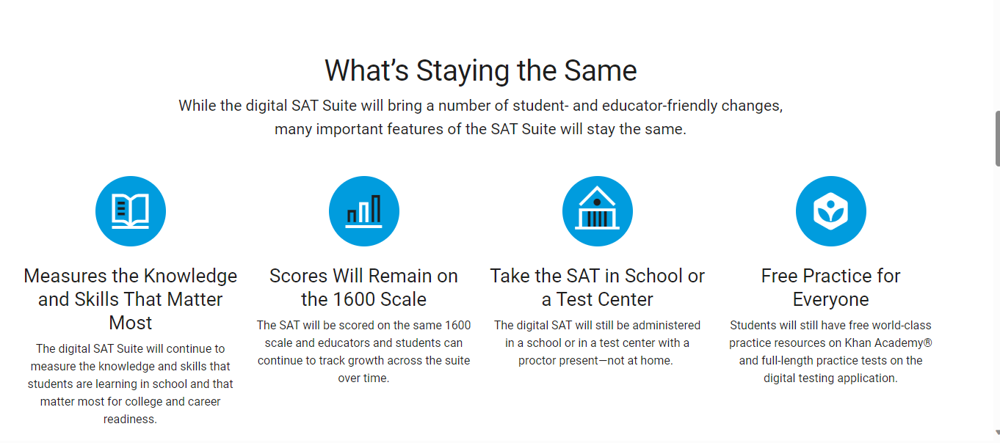 What’s Staying the Same
While the digital SAT Suite will bring a number of student- and educator-friendly changes,
many important features of the SAT Suite will stay the same.
Measures the Knowledge
and Skills That Matter
Most
The digital SAT Suite will continue to
measure the knowledge and skills that
students are learning in school and that
matter most for college and career
readiness.
Scores Will Remain on
the 1600 Scale
The SAT will be scored on the same 1600
scale and educators and students can
continue to track growth across the suite
over time.
Take the SAT in School or
a Test Center
The digital SAT will still be administered
in a school or in a test center with a
proctor present—not at home.
Free Practice for
Everyone
Students will still have free world-class
practice resources on Khan Academy®
and full-length practice tests on the
digital testing application.